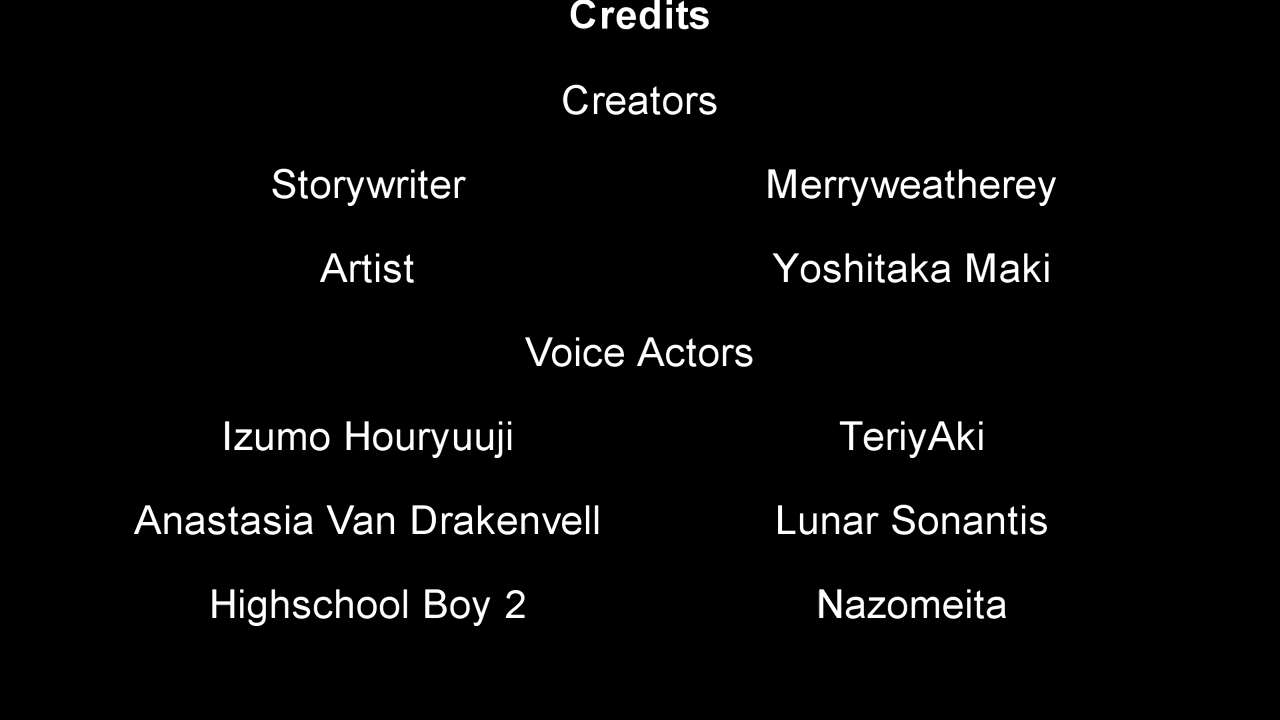 Credits
Creators
Storywriter Merryweatherey
Artist Yoshitaka Maki
Voice Actors
Izumo Houryuuji TeriyAki
Anastasia Van Drakenvell Lunar Sonantis
Highschool Boy 2 Nazomeita